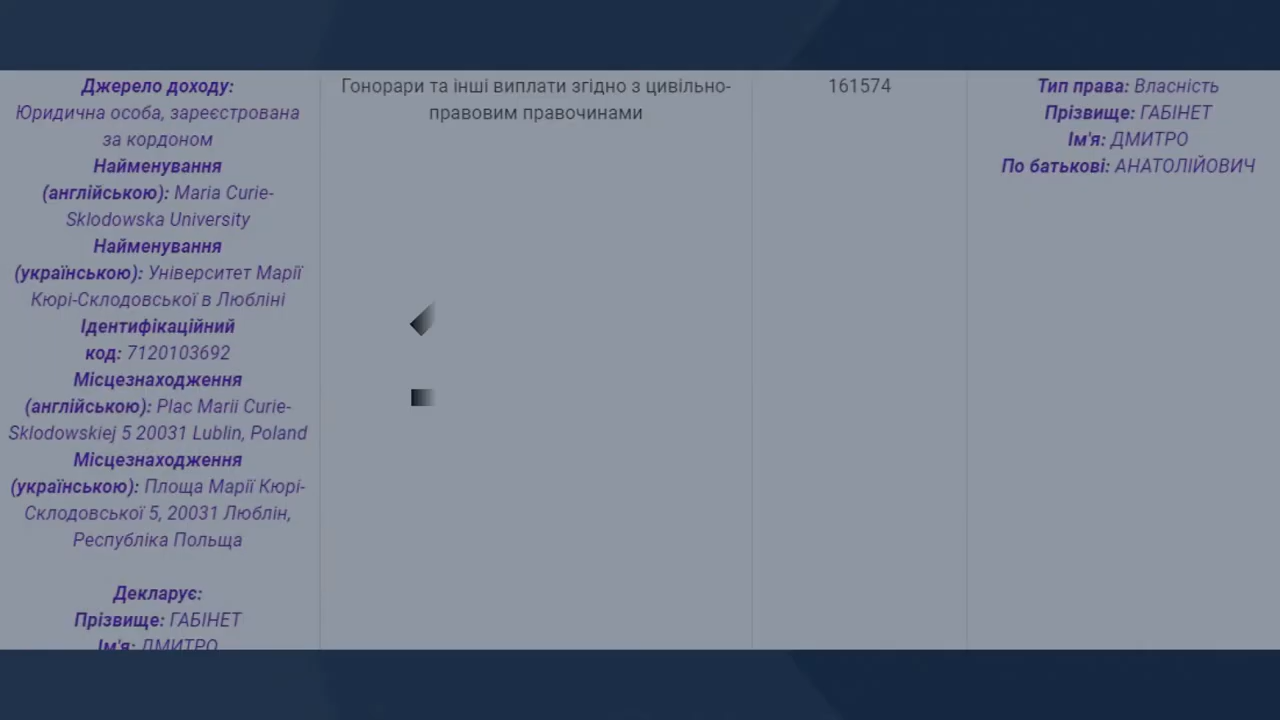 Джерело доходу:
Юридична особа, зареєстрована
за кордоном
Найменування
(англійською): Maria Curie-
Sklodowska University
Найменування
(українською): Університет Марії
Кюрі-Склодовської в Любліні
Ідентифікаційний
код: 7120103692
Місцезнаходження
(англійською): Plac Marii Curie-
Sklodowskiej 5 20031 Lublin, Poland
Місцезнаходження
(українською): Площа Марії Кюрі-
Склодовської 5, 20031 Люблін,
Республіка Польща
Декларує:
Прізвище: ГАБІНЕТ
Ім'я: ДМИТРО
Гонорари та інші виплати згідно з цивільно-
правовим правочинами
161574
Тип права: Власність
Прізвище: ГАБІНЕТ
Ім'я: ДМИТРО
По батькові: АНАТОЛІЙОВИЧ